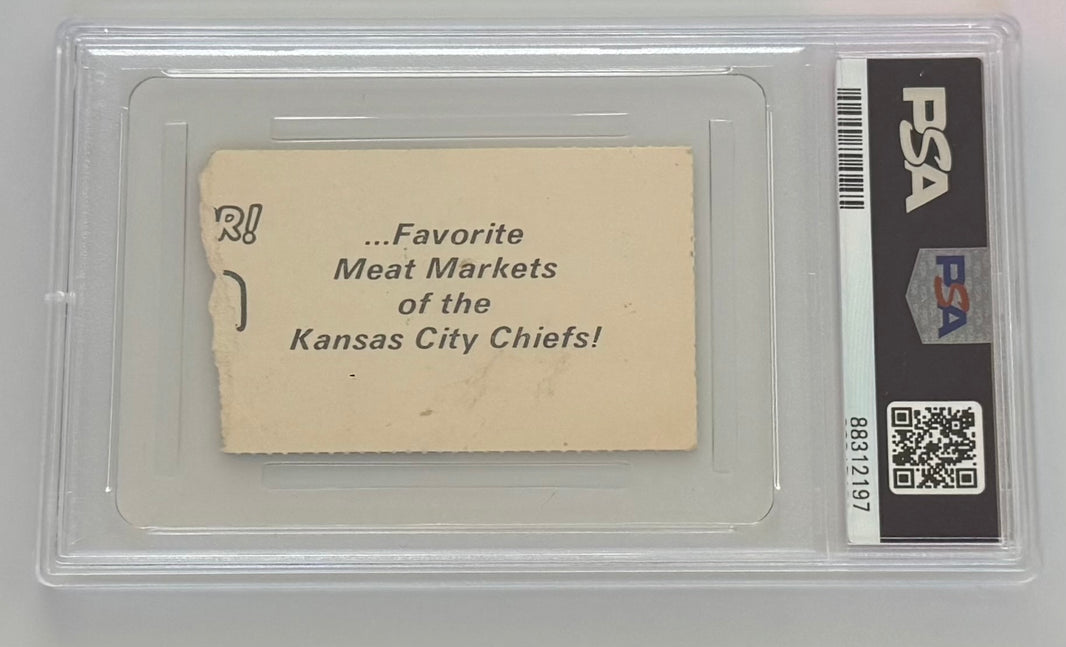 R!
...Favorite
Meat Markets
of the
Kansas City Chiefs!
PSA
PSA
88312197